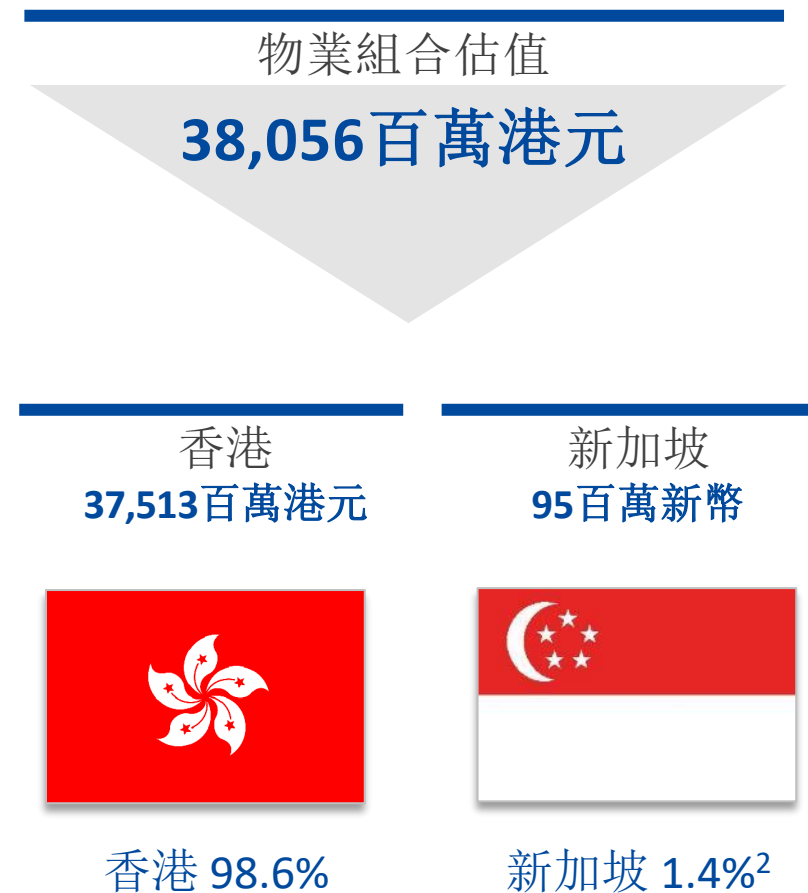 物業組合估值
38,056百萬港元
香港
37,513百萬港元
新加坡
95百萬新幣
香港 98.6%
新加坡 1.4%2